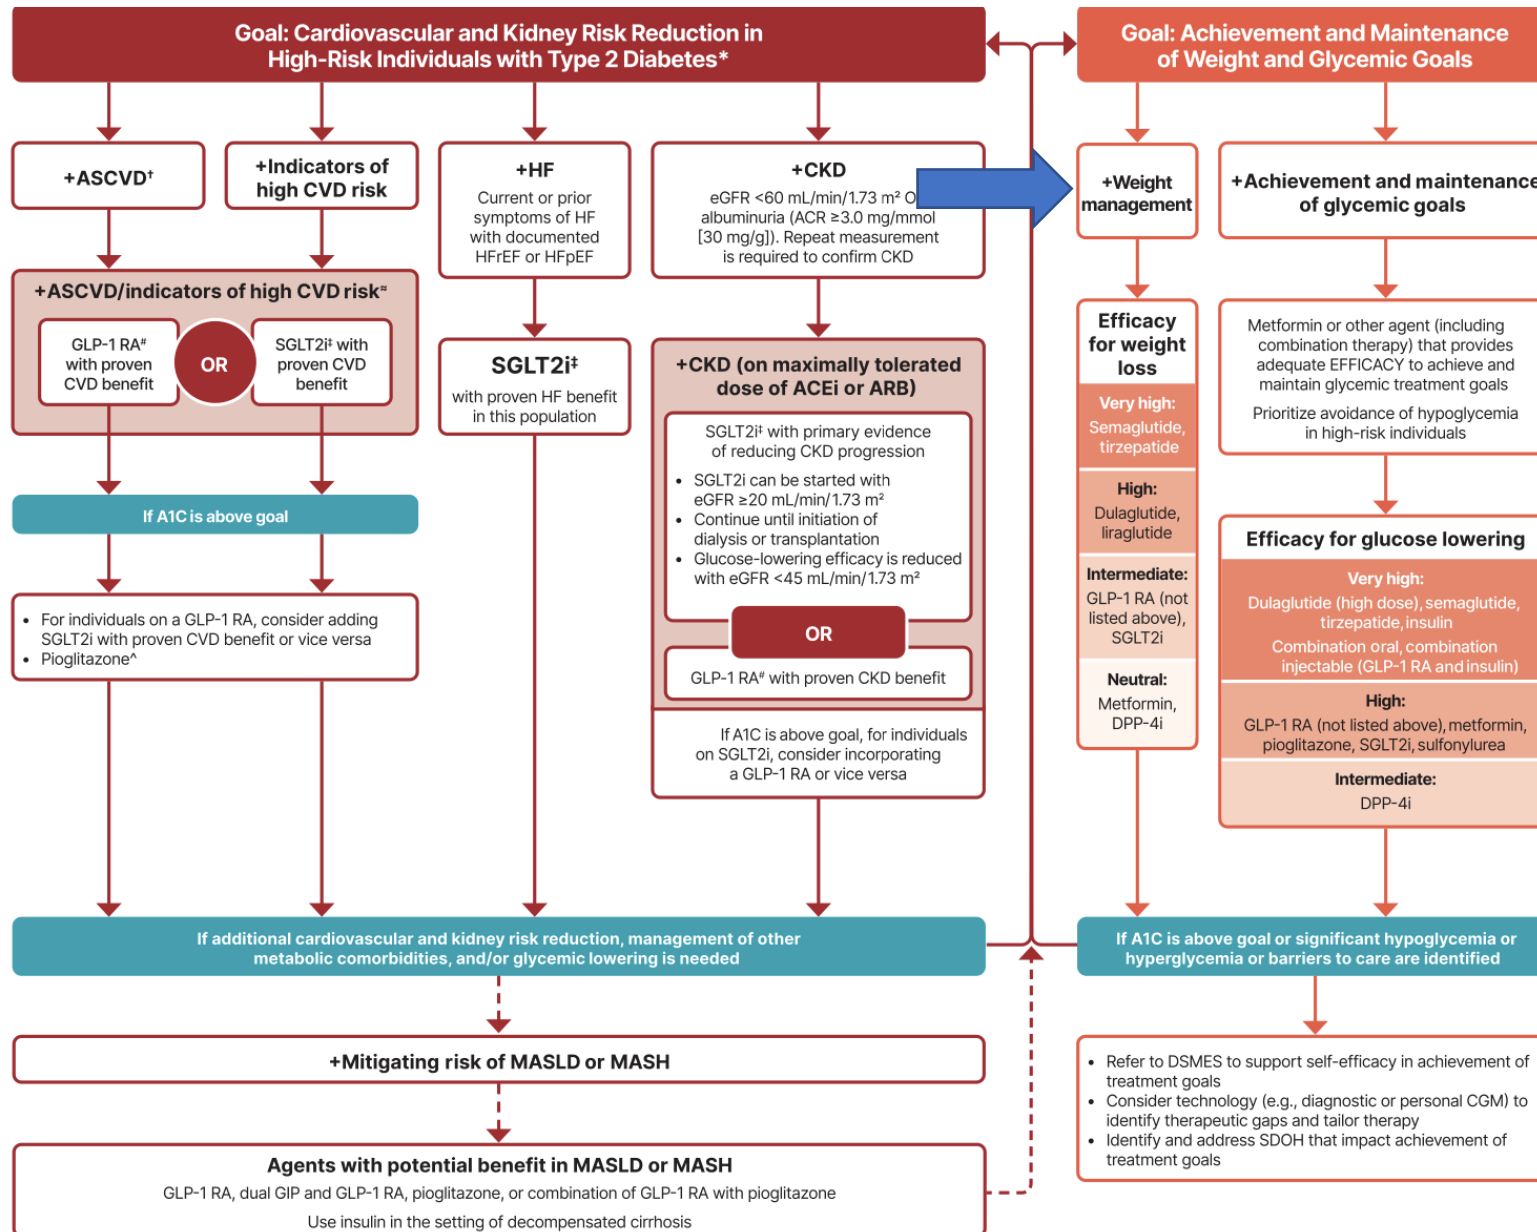 Goal: Cardiovascular and Kidney Risk Reduction in
High-Risk Individuals with Type 2 Diabetes*
+ASCVD†
+Indicators of
high CVD risk
+HF
Current or prior
symptoms of HF
with documented
HFrEF or HFpEF
+CKD
eGFR <60 mL/min/1.73 m² O
albuminuria (ACR ≥3.0 mg/mmol
[30 mg/g]). Repeat measurement
is required to confirm CKD
+ASCVD/indicators of high CVD risk≈
GLP-1 RA#
with proven
CVD benefit
OR
SGLT2i‡ with
proven CVD
benefit
SGLT2i‡
with proven HF benefit
in this population
+CKD (on maximally tolerated
dose of ACEi or ARB)
SGLT2i‡ with primary evidence
of reducing CKD progression
• SGLT2i can be started with
eGFR ≥20 mL/min/1.73 m²
• Continue until initiation of
dialysis or transplantation
• Glucose-lowering efficacy is reduced
with eGFR <45 mL/min/1.73 m²
OR
GLP-1 RA# with proven CKD benefit
If A1C is above goal, for individuals
on SGLT2i, consider incorporating
a GLP-1 RA or vice versa
If A1C is above goal
• For individuals on a GLP-1 RA, consider adding
SGLT2i with proven CVD benefit or vice versa
• Pioglitazone^
If additional cardiovascular and kidney risk reduction, management of other
metabolic comorbidities, and/or glycemic lowering is needed
+Mitigating risk of MASLD or MASH
Agents with potential benefit in MASLD or MASH
GLP-1 RA, dual GIP and GLP-1 RA, pioglitazone, or combination of GLP-1 RA with pioglitazone
Use insulin in the setting of decompensated cirrhosis
Goal: Achievement and Maintenance
of Weight and Glycemic Goals
+Weight
management
Efficacy
for weight
loss
Very high:
Semaglutide,
tirzepatide
High:
Dulaglutide,
liraglutide
Intermediate:
GLP-1 RA (not
listed above),
SGLT2i
Neutral:
Metformin,
DPP-4i
+Achievement and maintenance
of glycemic goals
Metformin or other agent (including
combination therapy) that provides
adequate EFFICACY to achieve and
maintain glycemic treatment goals
Prioritize avoidance of hypoglycemia
in high-risk individuals
Efficacy for glucose lowering
Very high:
Dulaglutide (high dose), semaglutide,
tirzepatide, insulin
Combination oral, combination
injectable (GLP-1 RA and insulin)
High:
GLP-1 RA (not listed above), metformin,
pioglitazone, SGLT2i, sulfonylurea
Intermediate:
DPP-4i
If A1C is above goal or significant hypoglycemia or
hyperglycemia or barriers to care are identified
• Refer to DSMES to support self-efficacy in achievement of
treatment goals
• Consider technology (e.g., diagnostic or personal CGM) to
identify therapeutic gaps and tailor therapy
• Identify and address SDOH that impact achievement of
treatment goals